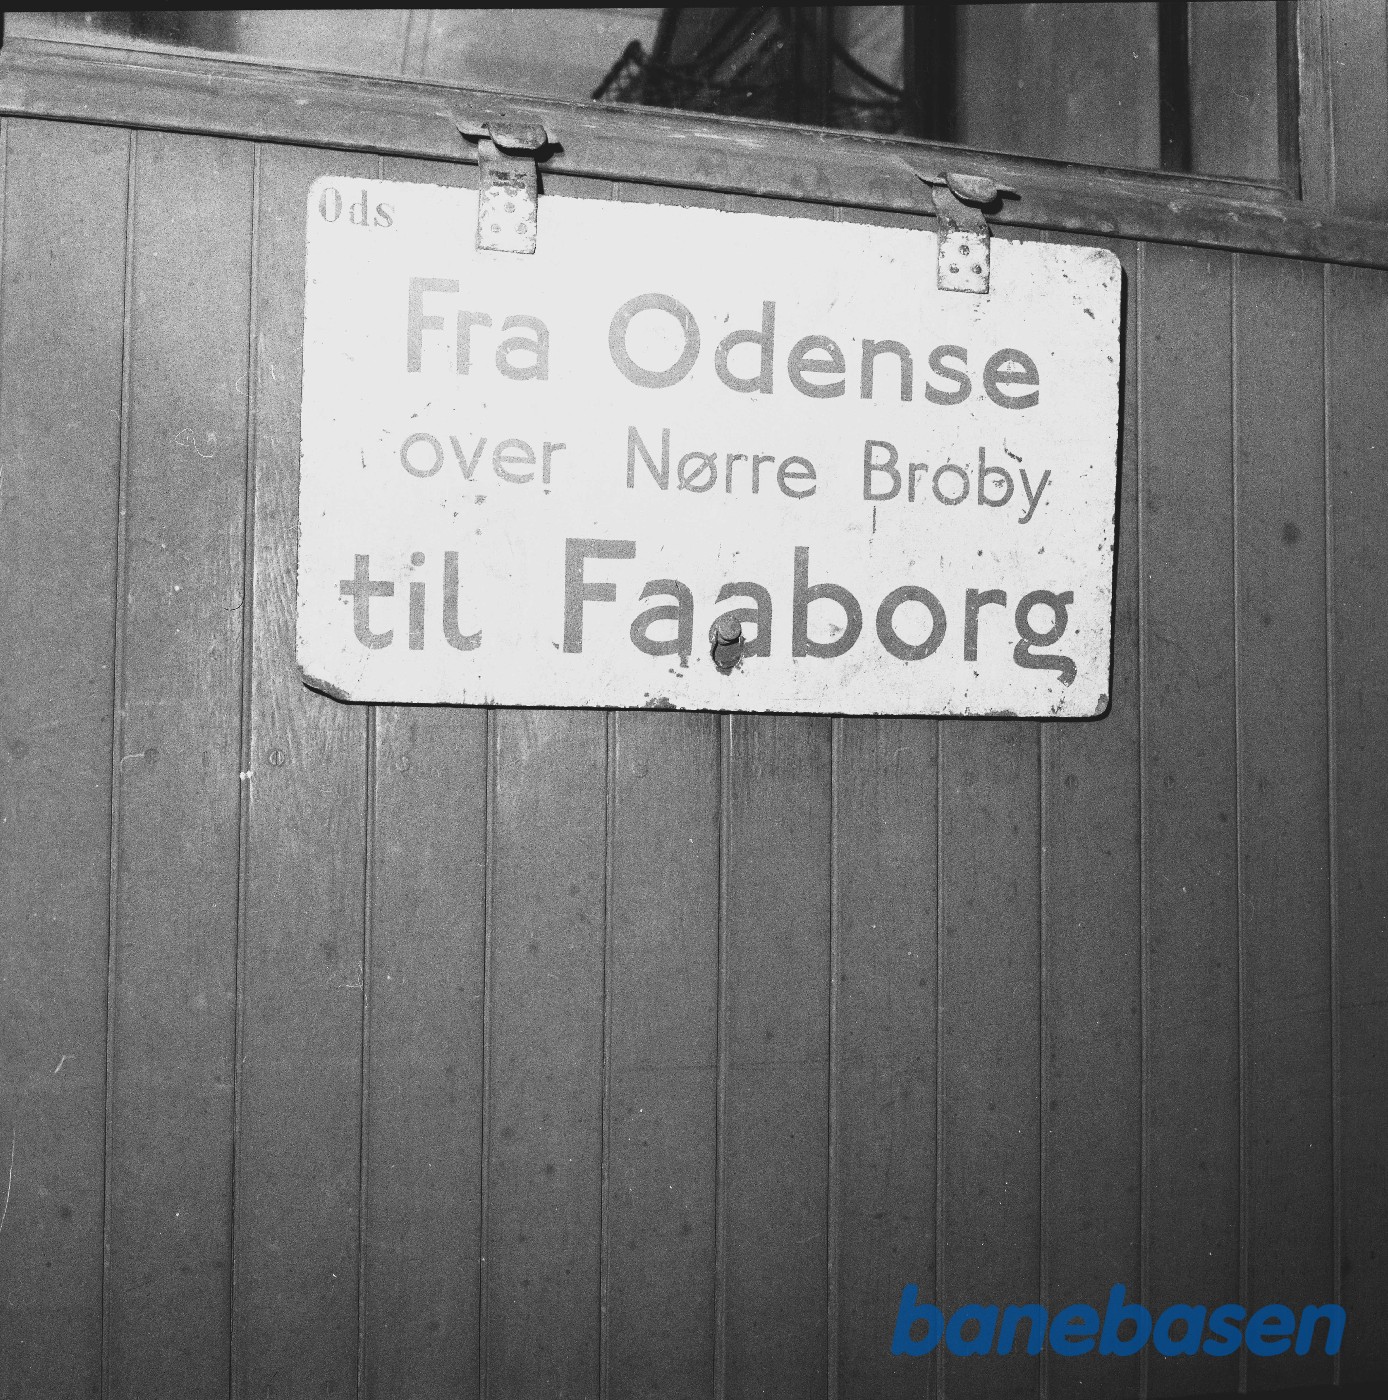 Ods
Fra Odense
over Nørre Broby
til Faaborg
banebasen